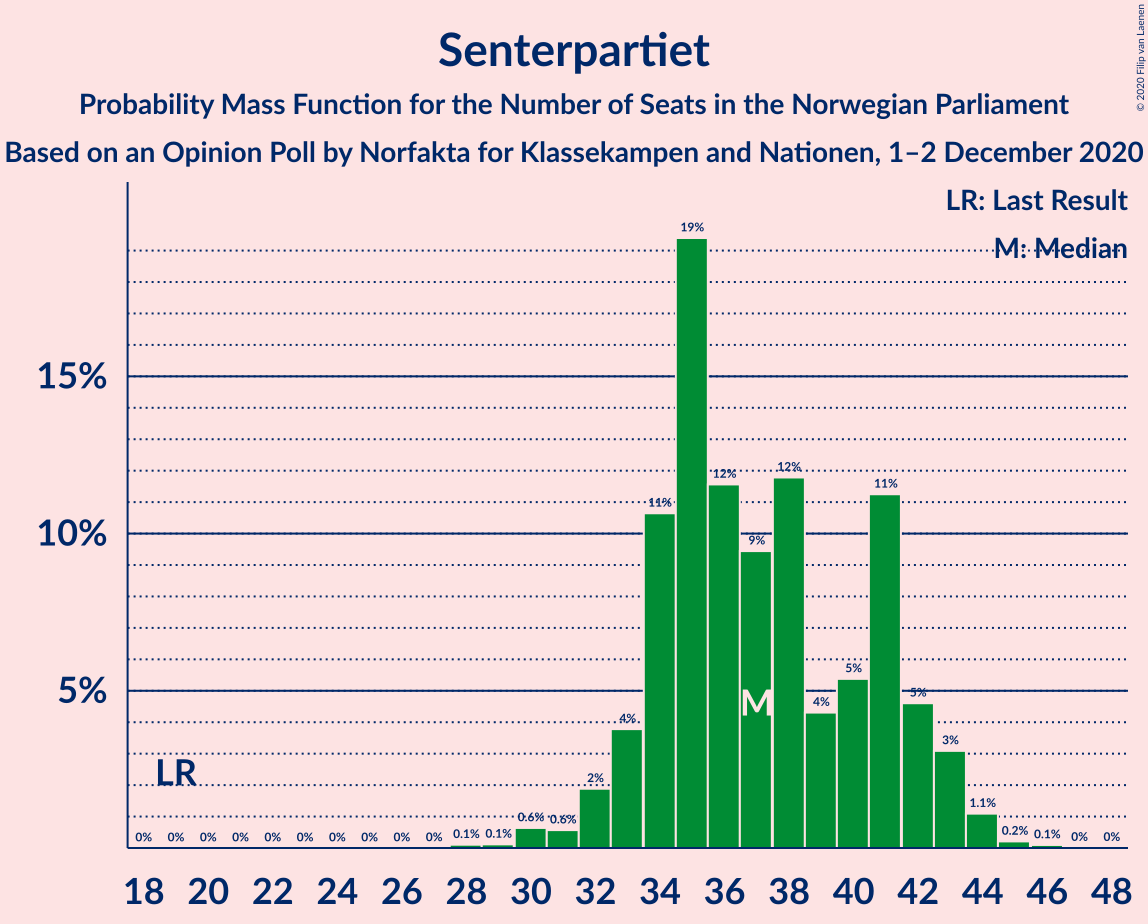 Senterpartiet
Probability Mass Function for the Number of Seats in the Norwegian Parliament
Based on an Opinion Poll by Norfakta for Klassekampen and Nationen, 1–2 December 2020
© 2020 Filip van Laenen
LR: Last Result
M: Median
15%
10%
5%
LR
M
0% 0% 0% 0% 0% 0% 0% 0% 0% 0% 0.1% 0.1% 0.6% 0.6% 2% 4% 11% 19% 12% 9% 12% 4% 5% 11% 5% 3% 1.1% 0.2% 0.1% 0% 0%
18 20 22 24 26 28 30 32 34 36 38 40 42 44 46 48